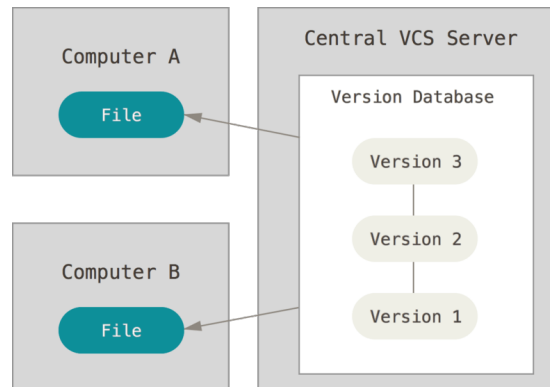 Computer A
File
Computer B
File
Central VCS Server
Version Database
Version 3
Version 2
Version 1